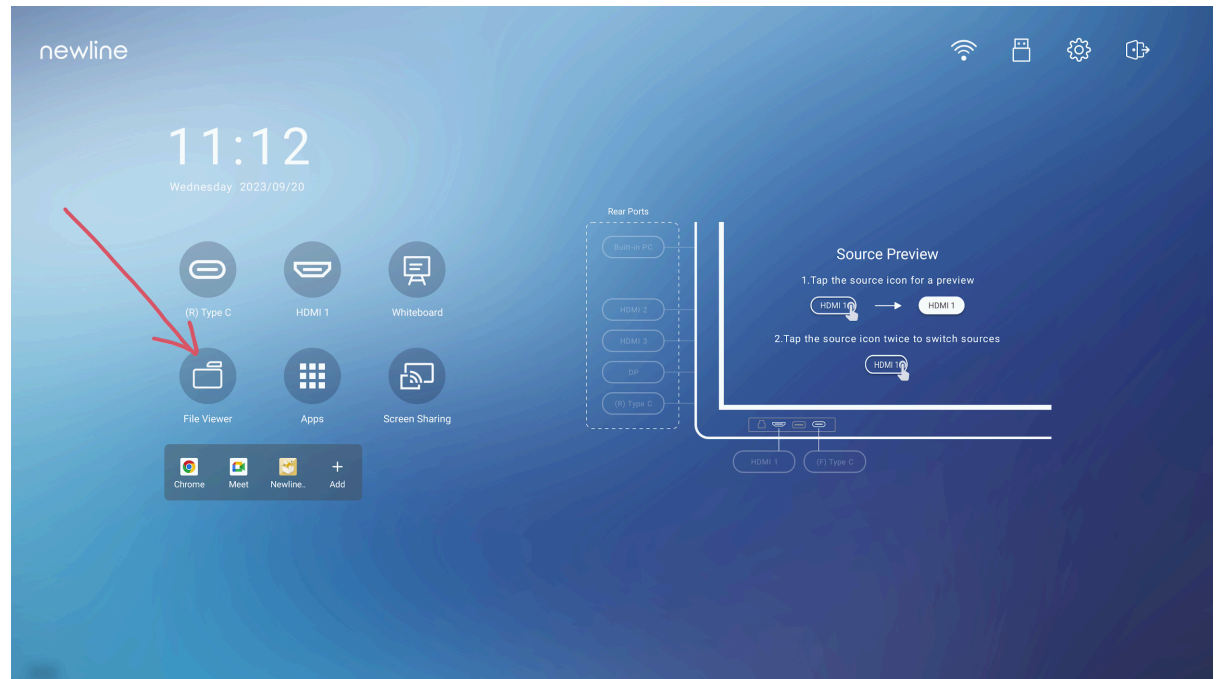 newline
11:12
Wednesday 2023/09/20
(R) Type C
HDMI 1
Whiteboard
File Viewer
Apps
Screen Sharing
Chrome
Meet
Newline..
+
Add
Rear Ports
Built-in PC
HDMI 2
HDMI 3
DP
(R) Type C
Source Preview
1.Tap the source icon for a preview
HDMI 1
HDMI 1
2.Tap the source icon twice to switch sources
HDMI 1
HDMI 1
(F) Type C